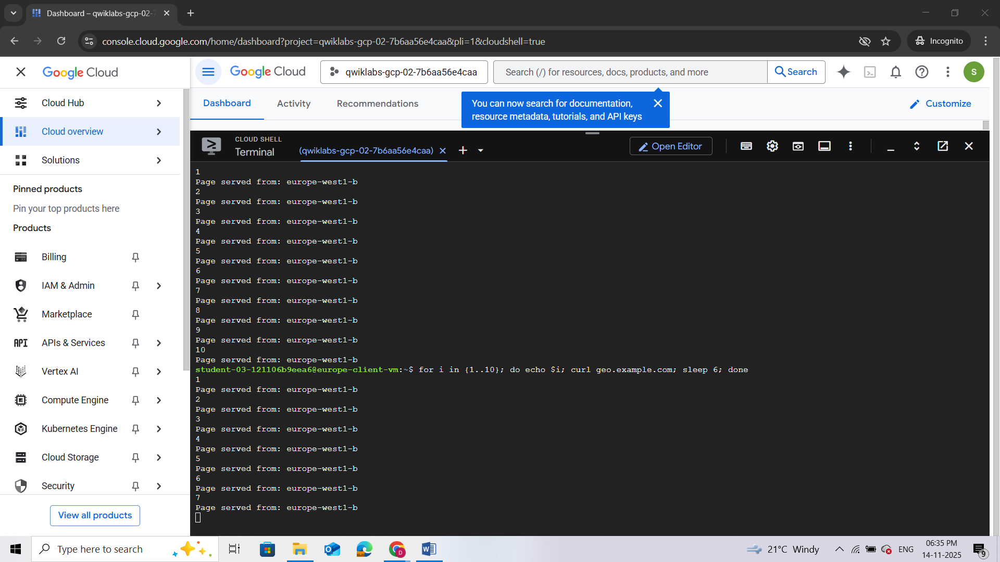 Dashboard – qwiklabs-gcp-02-7
console.cloud.google.com/home/dashboard?project=qwiklabs-gcp-02-7b6aa56e4caa&pli=1&cloudshell=true
Incognito
Google Cloud
Google Cloud
qwiklabs-gcp-02-7b6aa56e4caa
Search (/) for resources, docs, products, and more
Search
S
Cloud Hub
Cloud overview
Solutions
Pinned products
Pin your top products here
Products
Billing
IAM & Admin
Marketplace
API
APIs & Services
Vertex AI
Compute Engine
Kubernetes Engine
Cloud Storage
Security
View all products
Dashboard
Activity
Recommendations
You can now search for documentation,
resource metadata, tutorials, and API keys
Customize
CLOUD SHELL
Terminal
(qwiklabs-gcp-02-7b6aa56e4caa)
Open Editor
1
Page served from: europe-west1-b
2
Page served from: europe-west1-b
3
Page served from: europe-west1-b
4
Page served from: europe-west1-b
5
Page served from: europe-west1-b
6
Page served from: europe-west1-b
7
Page served from: europe-west1-b
8
Page served from: europe-west1-b
9
Page served from: europe-west1-b
10
Page served from: europe-west1-b
student-03-121106b9eea6@europe-client-vm:~$ for i in {1..10}; do echo $i; curl geo.example.com; sleep 6; done
1
Page served from: europe-west1-b
2
Page served from: europe-west1-b
3
Page served from: europe-west1-b
4
Page served from: europe-west1-b
5
Page served from: europe-west1-b
6
Page served from: europe-west1-b
7
Page served from: europe-west1-b
Type here to search
21°C Windy
ENG
06:35 PM
14-11-2025
9